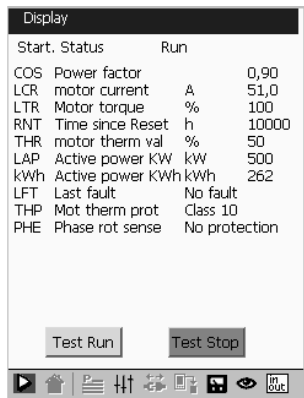 Display
Start. Status Run
COS Power factor 0,90
LCR motor current A 51,0
LTR Motor torque % 100
RNT Time since Reset h 10000
THR motor therm val % 50
LAP Active power KW kW 500
kWh Active power KWh kWh 262
LFT Last fault No fault
THP Mot therm prot Class 10
PHE Phase rot sense No protection
Test Run Test Stop
in out